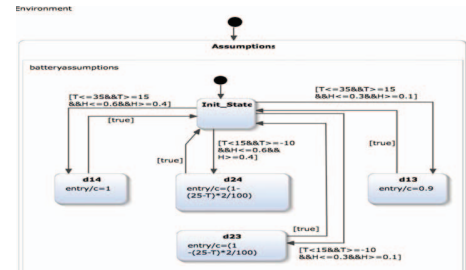 Environment
Assumptions
batteryassumptions
[T<=35&&T>=15
&&H<=0.6&&H>=0.4]
Init_State
[T<=35&&T>=15
&&H<=0.3&&H>=0.1]
[true]
[true]
[T<15&&T>=-10
&&H<=0.6&&
H>=0.4]
[true]
d14
entry/c=1
d24
entry/c=(1-
(25-T)*2/100)
d13
entry/c=0.9
[true]
d23
entry/c=(1
-(25-T)*2/100)
[T<15&&T>=-10
&&H<=0.3&&H>=0.1]